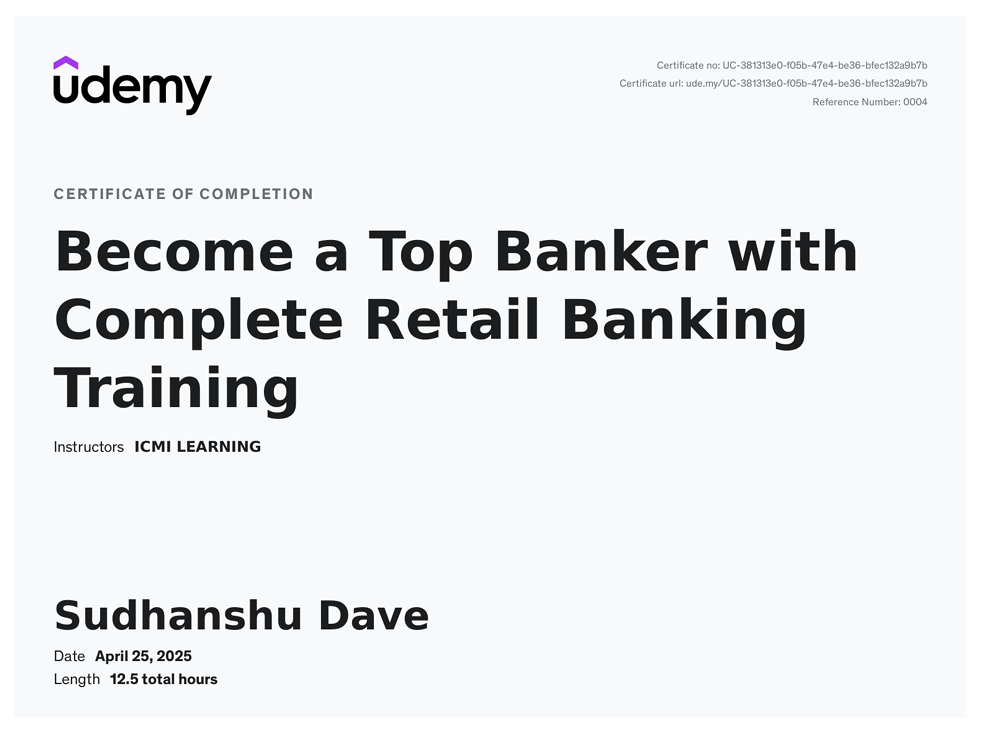 udemy
Certificate no: UC-381313e0-f05b-47e4-be36-bfec132a9b7b
Certificate url: ude.my/UC-381313e0-f05b-47e4-be36-bfec132a9b7b
Reference Number: 0004
CERTIFICATE OF COMPLETION
Become a Top Banker with
Complete Retail Banking
Training
Instructors ICMI LEARNING
Sudhanshu Dave
Date April 25, 2025
Length 12.5 total hours